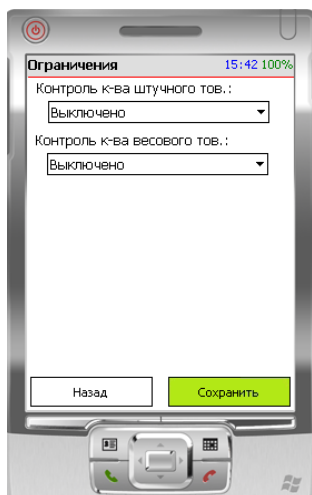 Ограничения 15:42 100%
Контроль к-ва штучного тов.:
Выключено
Контроль к-ва весового тов.:
Выключено
Назад Сохранить